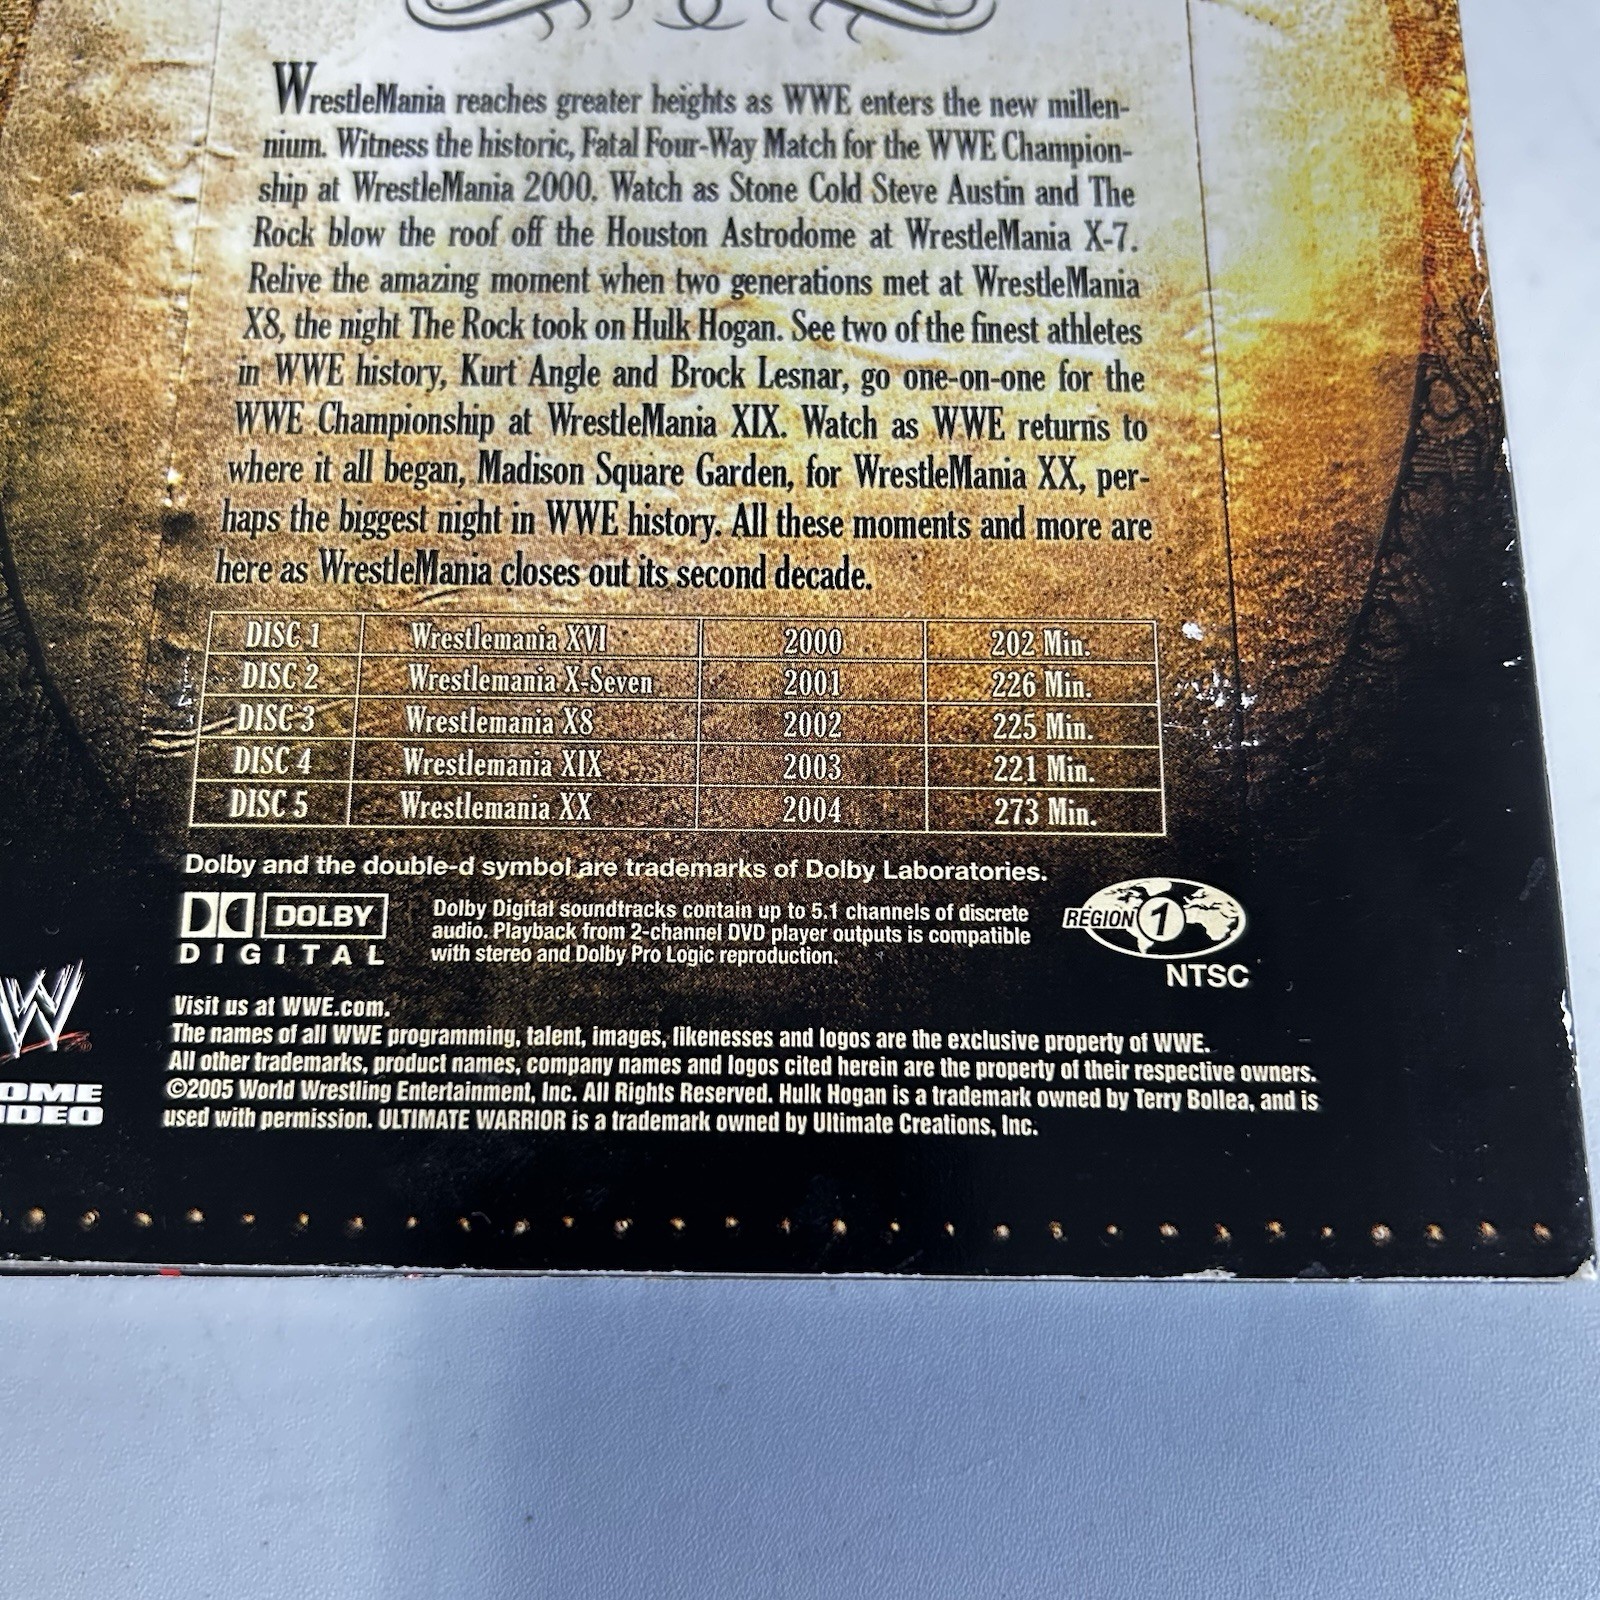 WrestleMania reaches greater heights as WWE enters the new millen-
nium. Witness the historic, Fatal Four-Way Match for the WWE Champion-
ship at WrestleMania 2000. Watch as Stone Cold Steve Austin and The
Rock blow the roof off the Houston Astrodome at WrestleMania X-7.
Relive the amazing moment when two generations met at WrestleMania
X8, the night The Rock took on Hulk Hogan. See two of the finest athletes
in WWE history, Kurt Angle and Brock Lesnar, go one-on-one for the
WWE Championship at WrestleMania XIX. Watch as WWE returns to
where it all began, Madison Square Garden, for WrestleMania XX, per-
haps the biggest night in WWE history. All these moments and more are
here as WrestleMania closes out its second decade.
DISC 1 Wrestlemania XVI 2000 202 Min.
DISC 2 Wrestlemania X-Seven 2001 226 Min.
DISC 3 Wrestlemania X8 2002 225 Min.
DISC 4 Wrestlemania XIX 2003 221 Min.
DISC 5 Wrestlemania XX 2004 273 Min.
Dolby and the double-d symbol are trademarks of Dolby Laboratories.
DOLBY
DIGITAL
Dolby Digital soundtracks contain up to 5.1 channels of discrete
audio. Playback from 2-channel DVD player outputs is compatible
with stereo and Dolby Pro Logic reproduction.
REGION 1
NTSC
W
OME
IDEO
Visit us at WWE.com.
The names of all WWE programming, talent, images, likenesses and logos are the exclusive property of WWE.
All other trademarks, product names, company names and logos cited herein are the property of their respective owners.
©2005 World Wrestling Entertainment, Inc. All Rights Reserved. Hulk Hogan is a trademark owned by Terry Bollea, and is
used with permission. ULTIMATE WARRIOR is a trademark owned by Ultimate Creations, Inc.